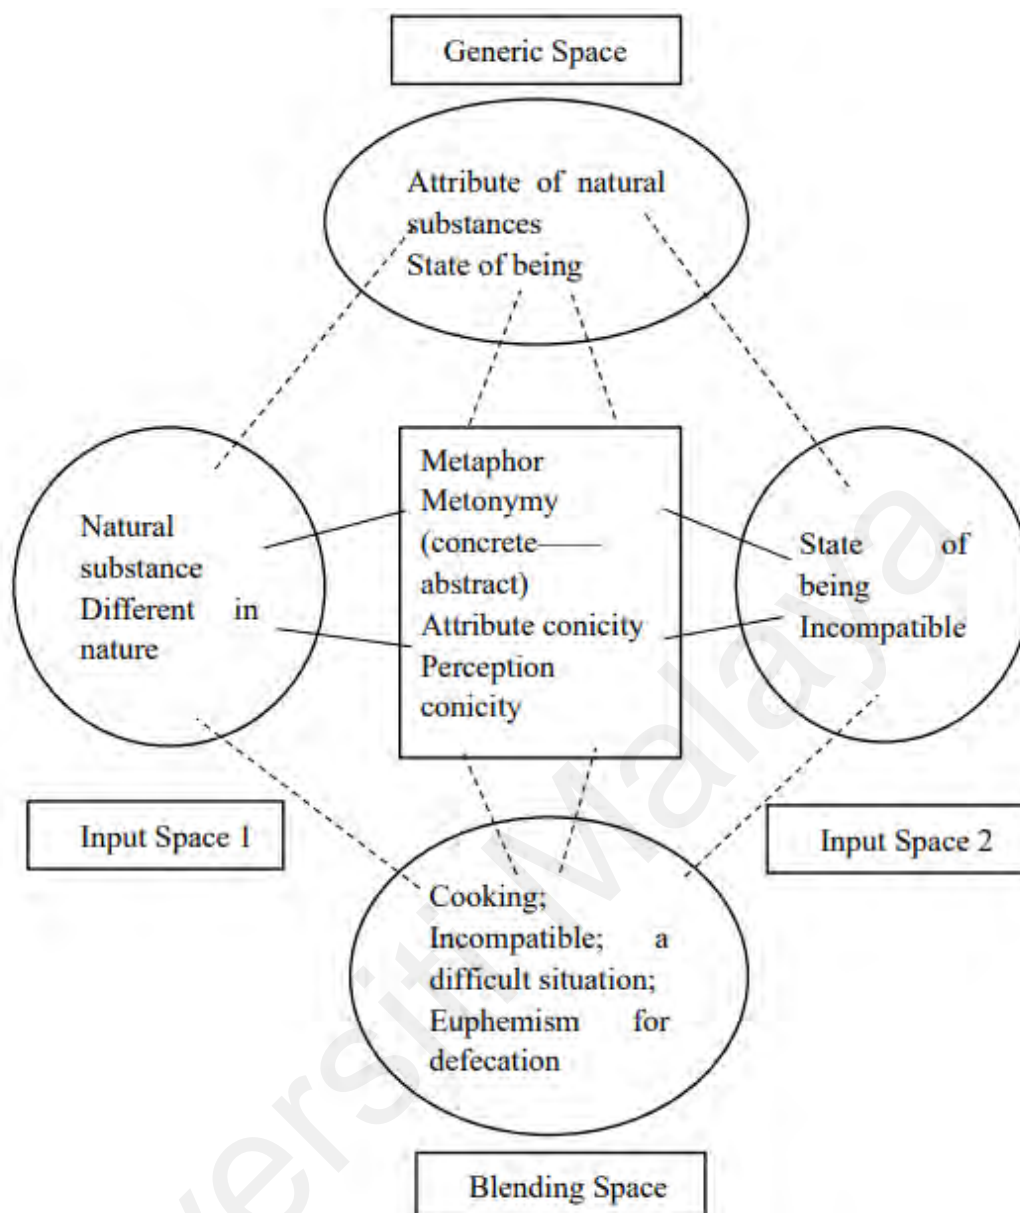 Generic Space
Attribute of natural
substances
State of being
Metaphor
Metonymy
(concrete——
abstract)
Attribute conicity
Perception
conicity
Natural
substance
Different in
nature
State of
being
Incompatible
Input Space 1
Input Space 2
Cooking;
Incompatible; a
difficult situation;
Euphemism for
defecation
Blending Space
versiti Malaya